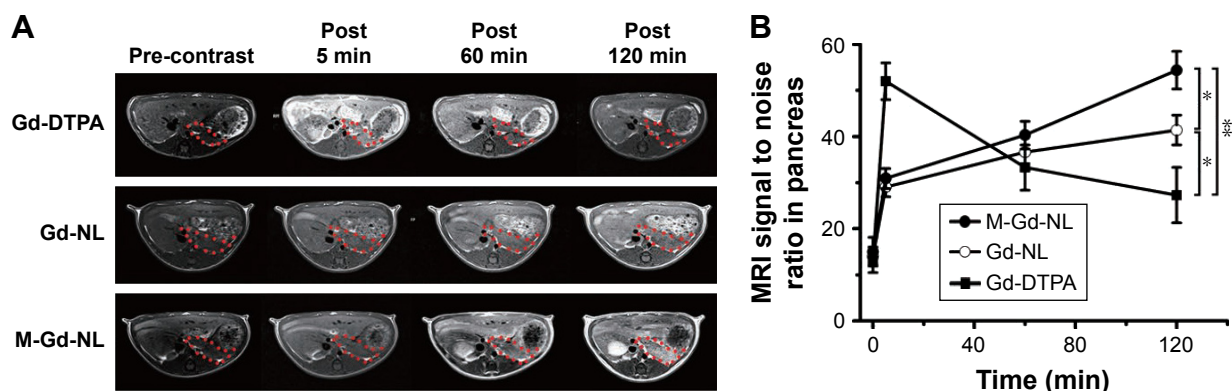 A
Pre-contrast
Post
5 min
Post
60 min
Post
120 min
Gd-DTPA
Gd-NL
M-Gd-NL
B
MRI signal to noise
ratio in pancreas
60
40
20
0
M-Gd-NL
Gd-NL
Gd-DTPA
*
*
**
0
40
80
120
Time (min)